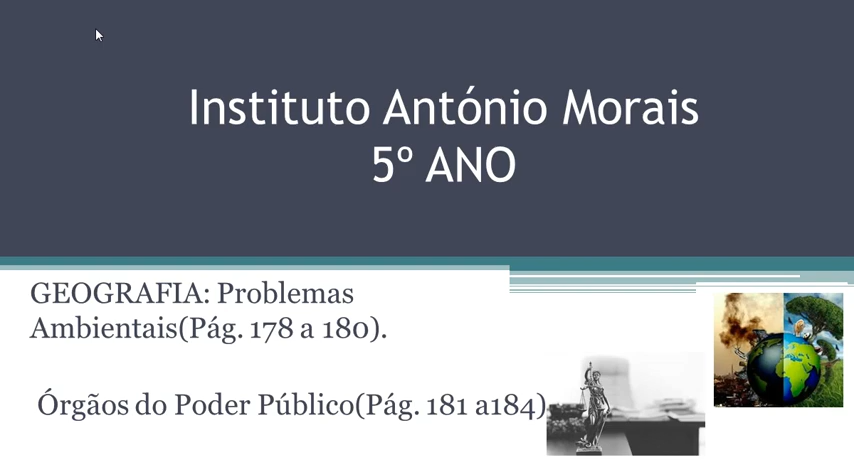 Instituto António Morais
5º ANO
GEOGRAFIA: Problemas
Ambientais(Pág. 178 a 180).
Órgãos do Poder Público(Pág. 181 a184)